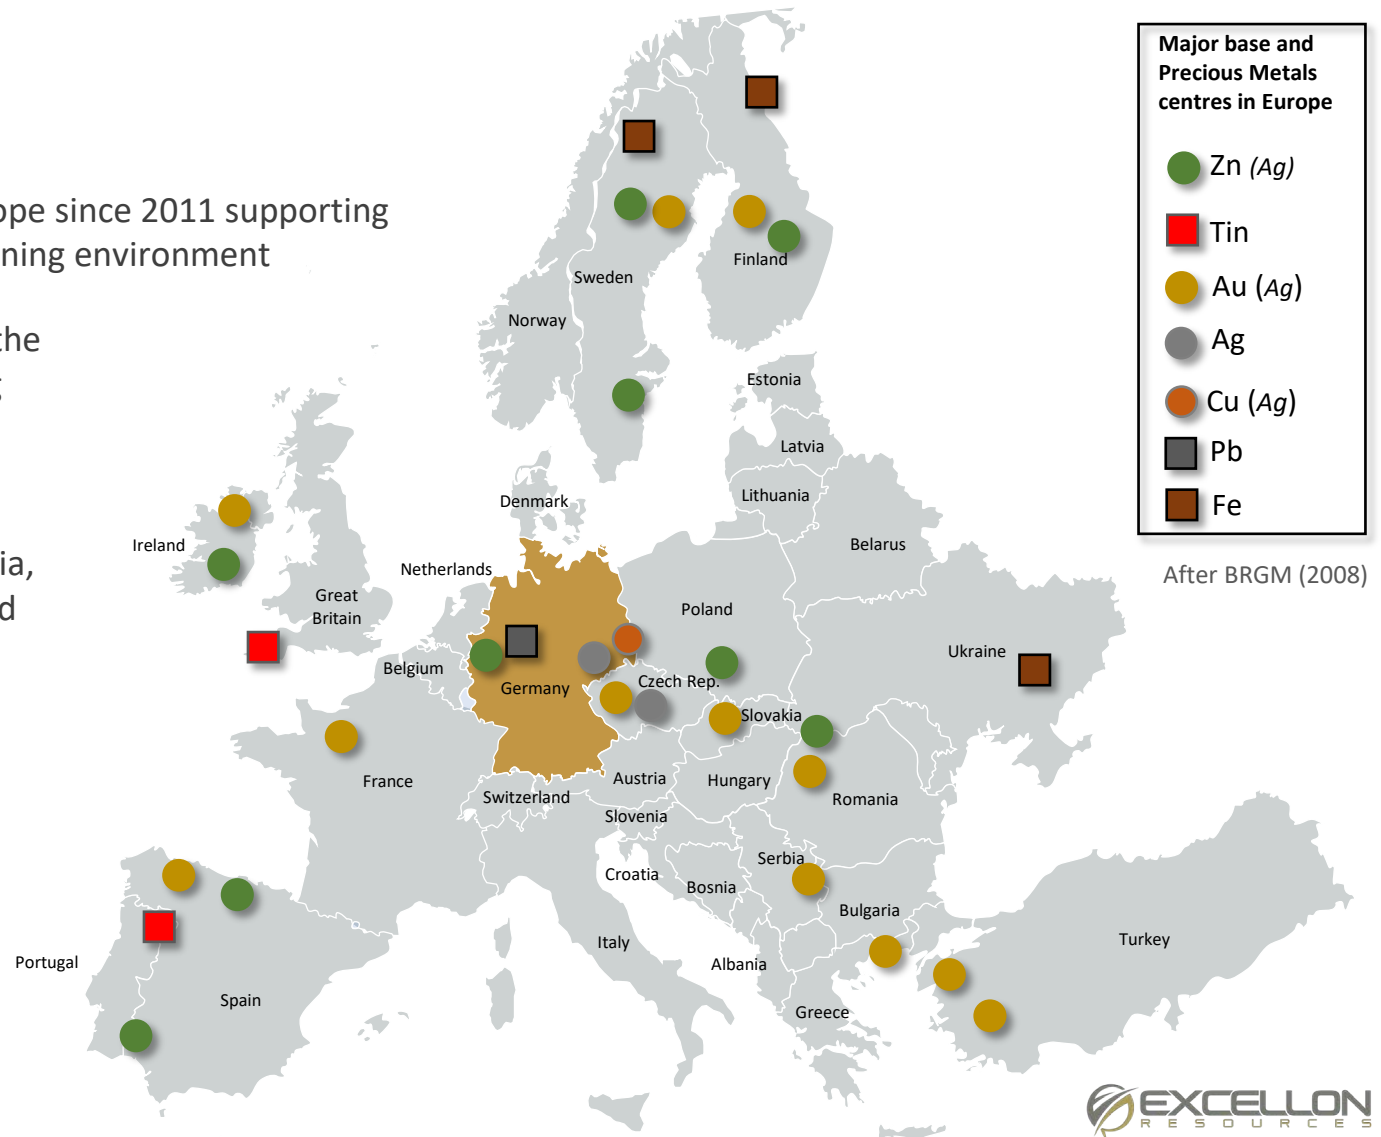 ope since 2011 supporting
ning environment
the
g
ia,
d
Major base and
Precious Metals
centres in Europe
Zn (Ag)
Tin
Au (Ag)
Ag
Cu (Ag)
Pb
Fe
After BRGM (2008)
Finland
Sweden
Norway
Estonia
Latvia
Lithuania
Denmark
Ireland
Belarus
Netherlands
Great
Britain
Poland
Ukraine
Belgium
Czech Rep.
Germany
Slovakia
France
Austria
Hungary
Switzerland
Romania
Slovenia
Serbia
Croatia
Bosnia
Bulgaria
Turkey
Italy
Portugal
Albania
Spain
Greece
EXCELLON
RESOURCES